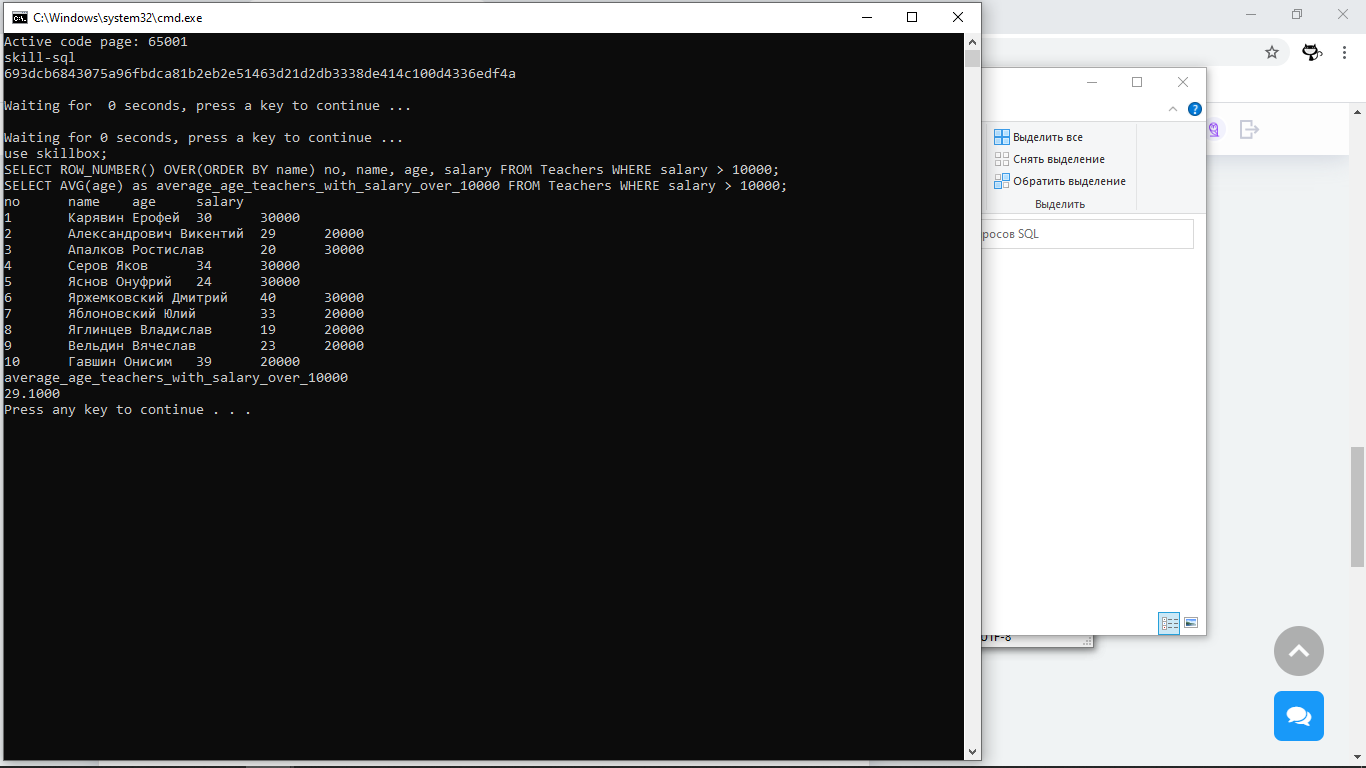 C:\Windows\system32\cmd.exe
Active code page: 65001
skill-sql
693dcb6843075a96fbdca81b2eb2e51463d21d2db3338de414c100d4336edf4a
Waiting for  0 seconds, press a key to continue ...
Waiting for 0 seconds, press a key to continue ...
use skillbox;
SELECT ROW_NUMBER() OVER(ORDER BY name) no, name, age, salary FROM Teachers WHERE salary > 10000;
SELECT AVG(age) as average_age_teachers_with_salary_over_10000 FROM Teachers WHERE salary > 10000;
no name age salary
1 Карявин Ерофей 30 30000
2 Александрович Викентий 29 20000
3 Апалков Ростислав 20 30000
4 Серов Яков 34 30000
5 Яснов Онуфрий 24 30000
6 Яржемковский Дмитрий 40 30000
7 Яблоновский Юлий 33 20000
8 Яглинцев Владислав 19 20000
9 Вельдин Вячеслав 23 20000
10 Гавшин Онисим 39 20000
average_age_teachers_with_salary_over_10000
29.1000
Press any key to continue . . .
Выделить все
Снять выделение
Обратить выделение
Выделить
росов SQL
UTF-8